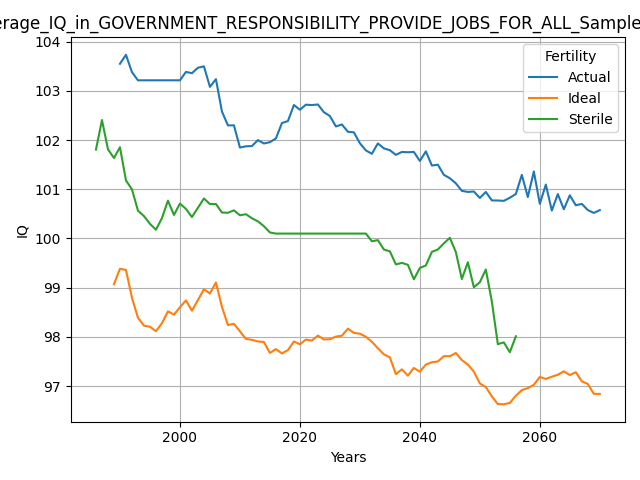 erage_IQ_in_GOVERNMENT_RESPONSIBILITY_PROVIDE_JOBS_FOR_ALL_Sample
104
103
102
101
100
99
98
97
IQ
Fertility
Actual
Ideal
Sterile
2000
2020
2040
2060
Years